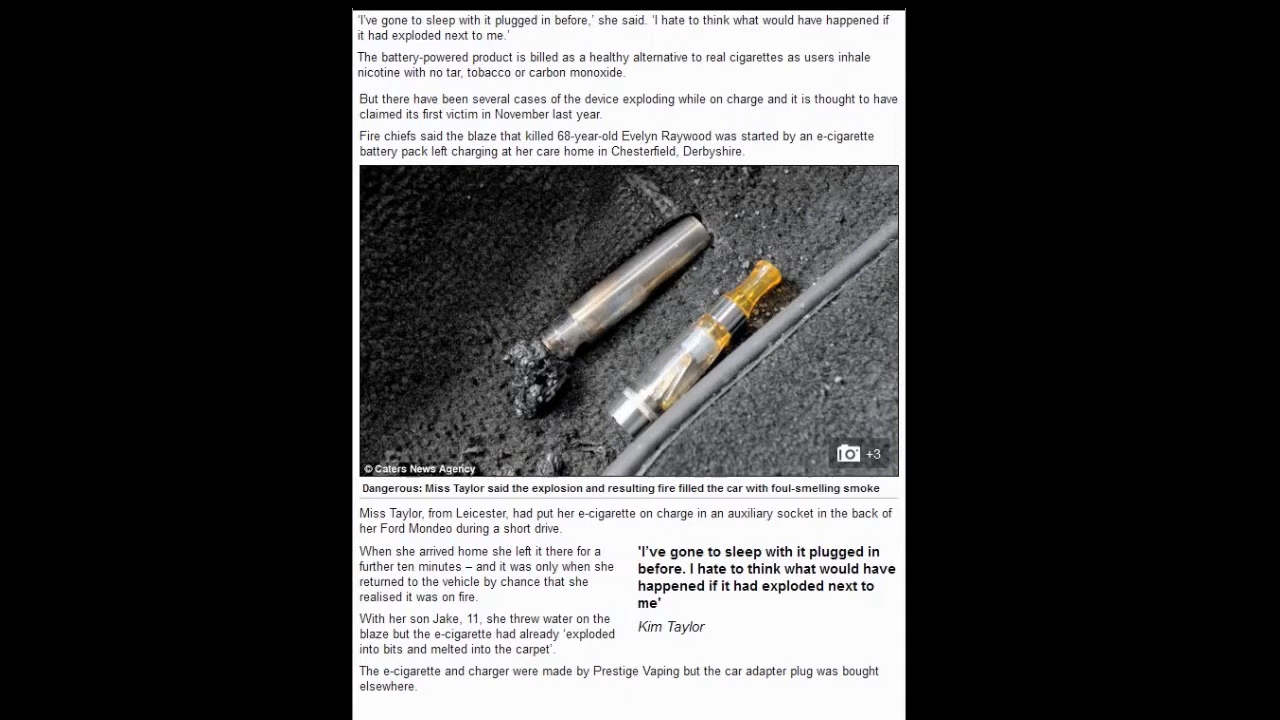 ‘I’ve gone to sleep with it plugged in before,’ she said. ‘I hate to think what would have happened if
it had exploded next to me.’
The battery-powered product is billed as a healthy alternative to real cigarettes as users inhale
nicotine with no tar, tobacco or carbon monoxide.
But there have been several cases of the device exploding while on charge and it is thought to have
claimed its first victim in November last year.
Fire chiefs said the blaze that killed 68-year-old Evelyn Raywood was started by an e-cigarette
battery pack left charging at her care home in Chesterfield, Derbyshire.
© Caters News Agency
+3
Dangerous: Miss Taylor said the explosion and resulting fire filled the car with foul-smelling smoke
Miss Taylor, from Leicester, had put her e-cigarette on charge in an auxiliary socket in the back of
her Ford Mondeo during a short drive.
When she arrived home she left it there for a
further ten minutes – and it was only when she
returned to the vehicle by chance that she
realised it was on fire.
With her son Jake, 11, she threw water on the
blaze but the e-cigarette had already ‘exploded
into bits and melted into the carpet’.
'I’ve gone to sleep with it plugged in
before. I hate to think what would have
happened if it had exploded next to
me'
Kim Taylor
The e-cigarette and charger were made by Prestige Vaping but the car adapter plug was bought
elsewhere.